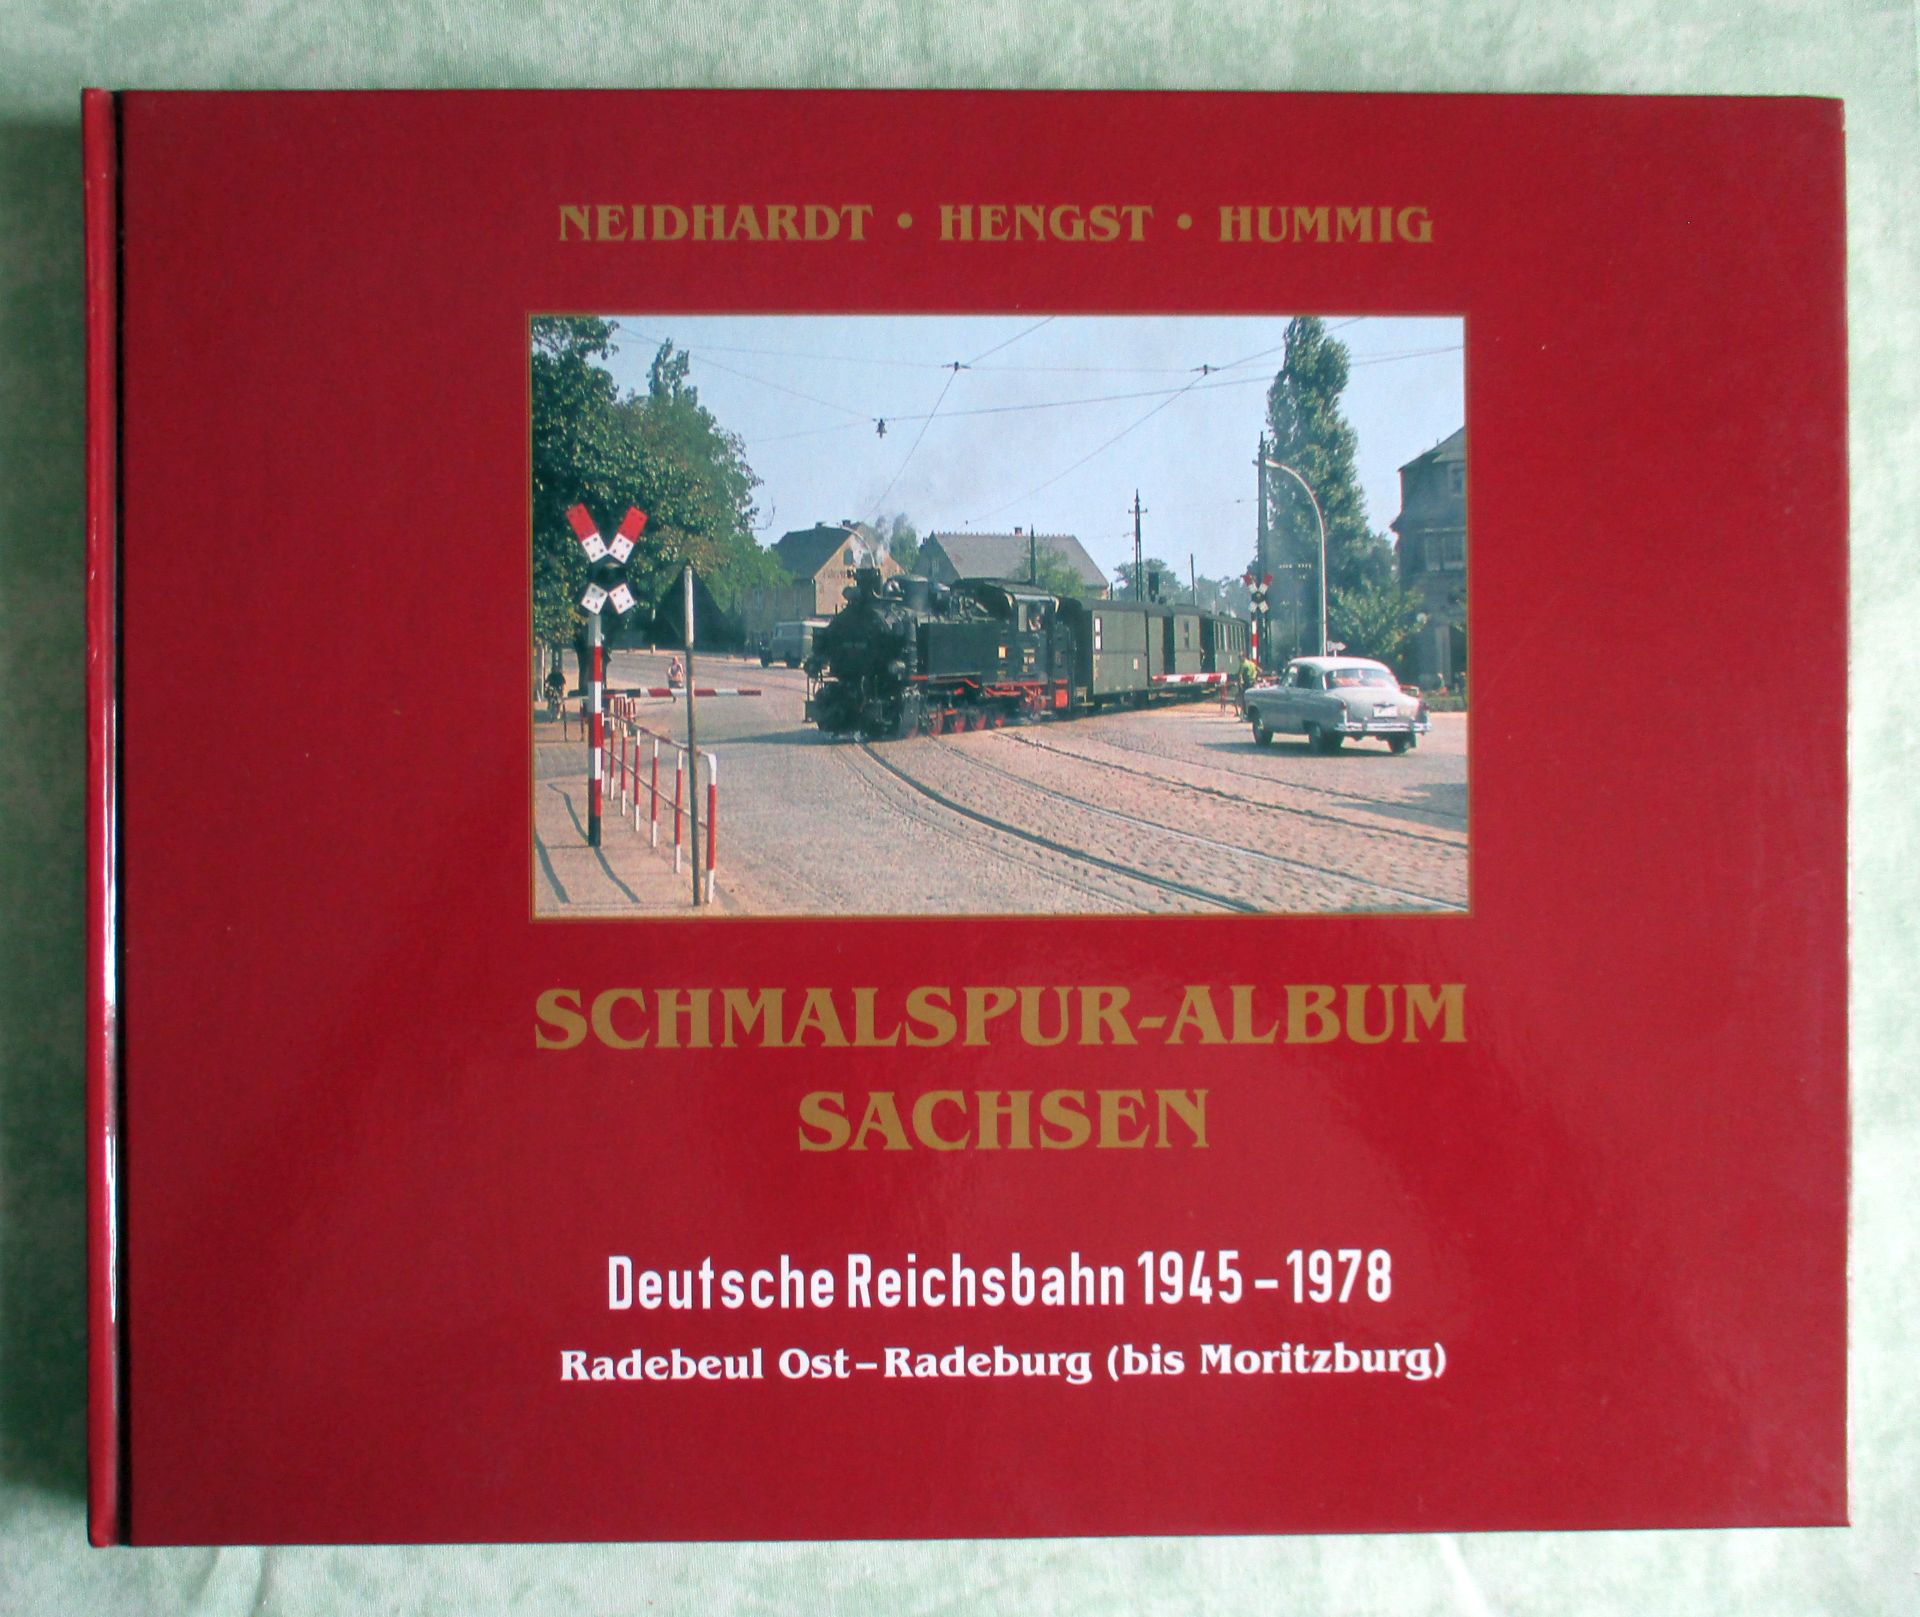 NEIDHARDT • HENGST • HUMMIG
SCHMALSPUR-ALBUM
SACHSEN
Deutsche Reichsbahn 1945 – 1978
Radebeul Ost – Radeburg (bis Moritzburg)